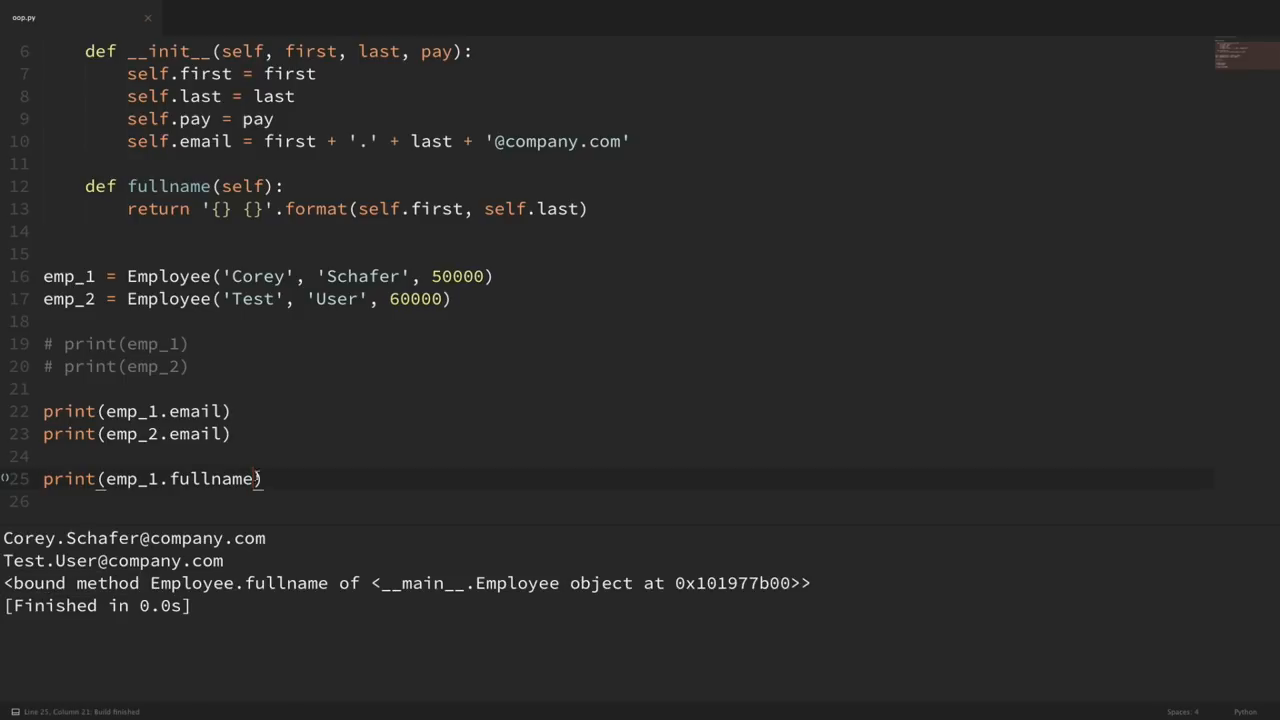 oop.py ×
6 def __init__(self, first, last, pay):
7 self.first = first
8 self.last = last
9 self.pay = pay
10 self.email = first + '.' + last + '@company.com'
11
12 def fullname(self):
13 return '{} {}'.format(self.first, self.last)
14
15
16 emp_1 = Employee('Corey', 'Schafer', 50000)
17 emp_2 = Employee('Test', 'User', 60000)
18
19 # print(emp_1)
20 # print(emp_2)
21
22 print(emp_1.email)
23 print(emp_2.email)
24
25 print(emp_1.fullname)
26
Corey.Schafer@company.com
Test.User@company.com
<bound method Employee.fullname of <__main__.Employee object at 0x101977b00>>
[Finished in 0.0s]
Line 25, Column 21: Build finished Spaces: 4 Python